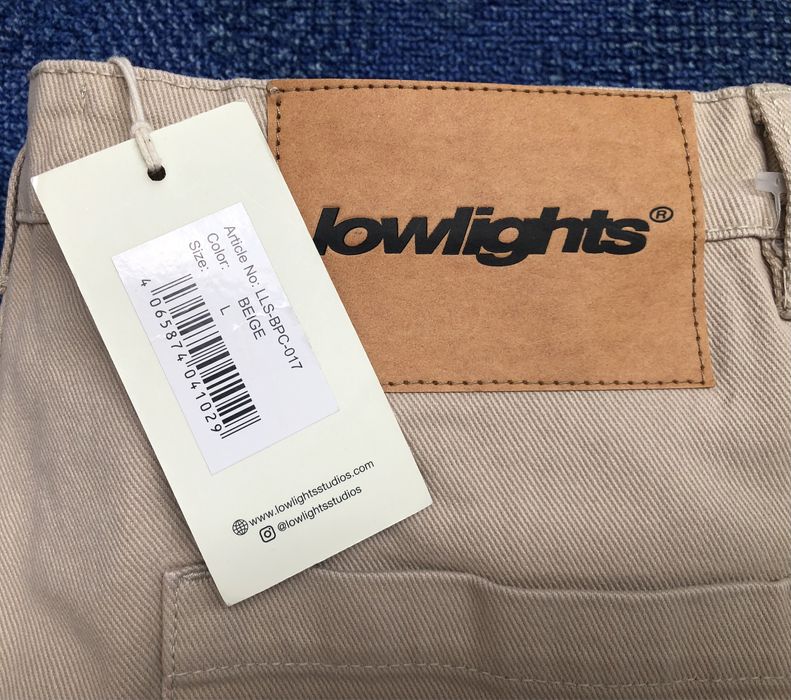 lowlights®
Article No: LLS-BPC-017
Color: BEIGE
Size: L
4065874041029
www.lowlightsstudios.com
@lowlightsstudios